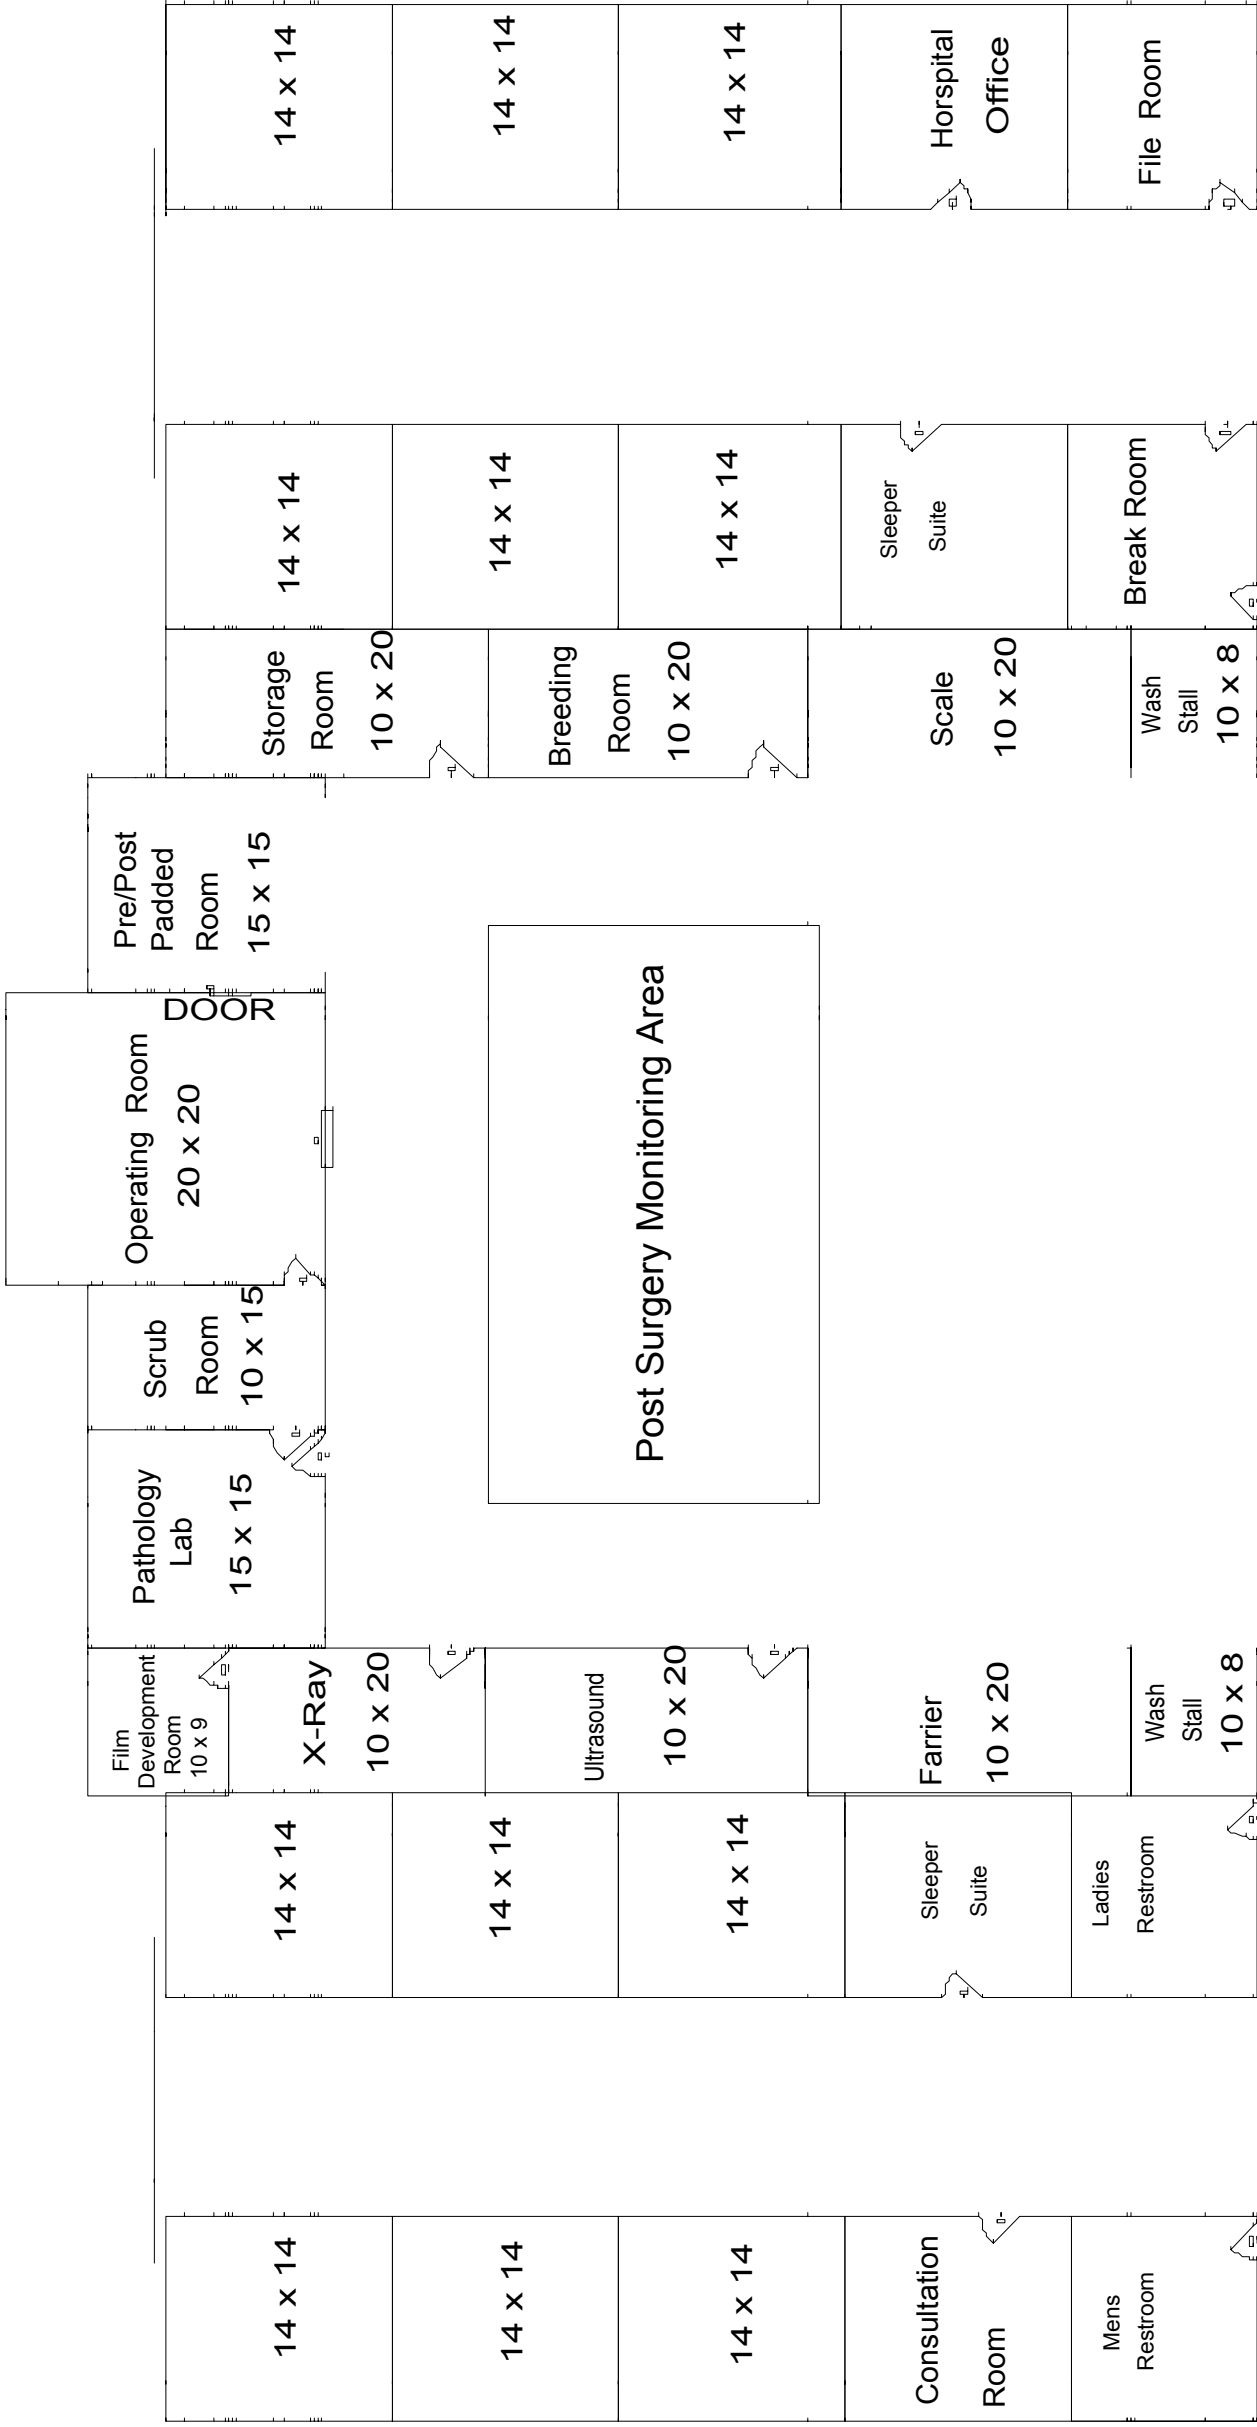 14 x 14
14 x 14
14 x 14
Consultation
Room
Mens
Restroom
14 x 14
14 x 14
14 x 14
Sleeper
Suite
Ladies
Restroom
Film
Development
Room
10 x 9
X-Ray
10 x 20
Ultrasound
10 x 20
Farrier
10 x 20
Wash
Stall
10 x 8
Pathology
Lab
15 x 15
Scrub
Room
10 x 15
Operating Room
20 x 20
DOOR
Pre/Post
Padded
Room
15 x 15
Post Surgery Monitoring Area
Storage
Room
10 x 20
Breeding
Room
10 x 20
Scale
10 x 20
Wash
Stall
10 x 8
14 x 14
14 x 14
14 x 14
Sleeper
Suite
Break Room
14 x 14
14 x 14
14 x 14
Horspital
Office
File Room